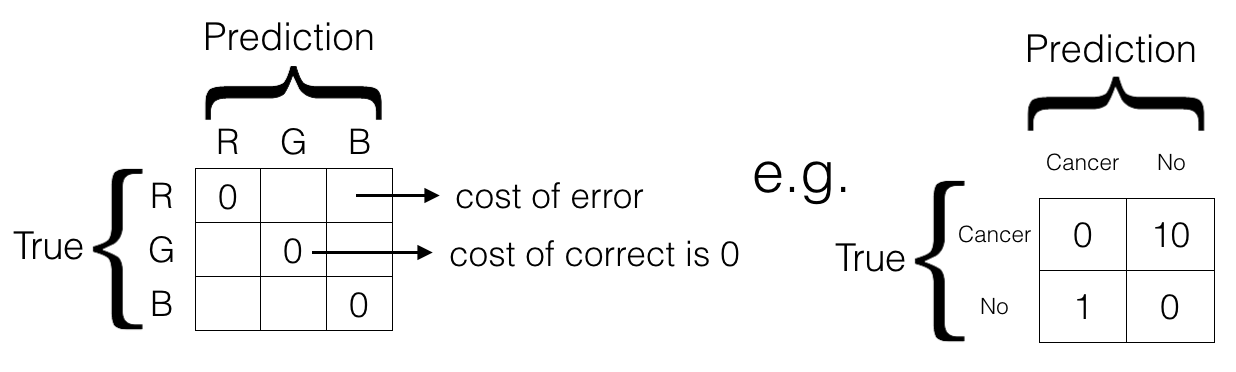 Prediction
R G B
R 0
True G 0
B 0
cost of error
cost of correct is 0
e.g.
Prediction
Cancer No
True
Cancer 0 10
No 1 0